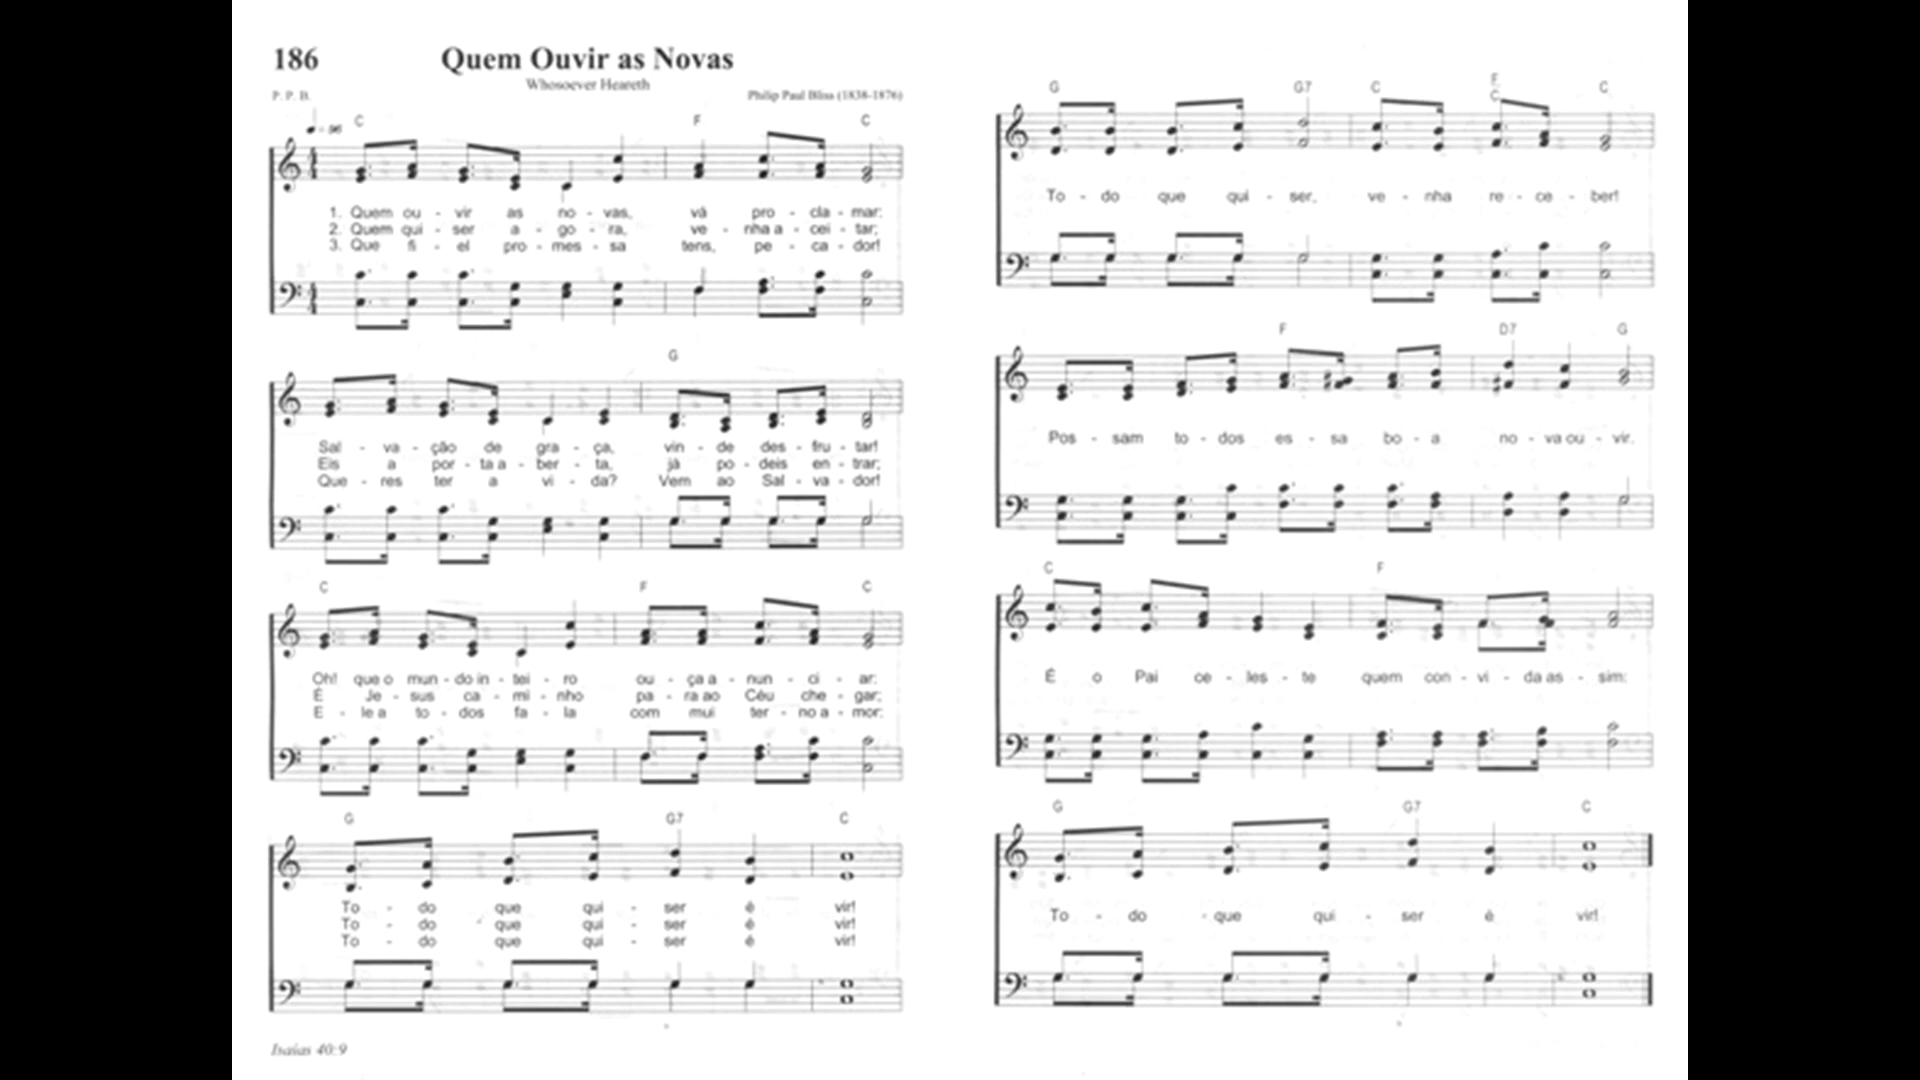 186
Quem Ouvir as Novas
Whosoever Heareth
P. P. B.
Philip Paul Bliss (1838-1876)
C F C
1. Quem ou - vir as no - vas, vá pro - cla - mar:
2. Quem qui - ser a - go - ra, ve - nha a - cei - tar;
3. Que fi - el pro - mes - sa tens, pe - ca - dor!
G
Sal - va - ção de gra - ça, vin - de des - fru - tar!
Eis a por - ta a - ber - ta, já po - deis en - trar;
Que - res ter a vi - da? Vem ao Sal - va - dor!
C F C
Oh! que o mun - do in - tei - ro ou - ça a - nun - ci - ar:
É Je - sus ca - mi - nho pa - ra ao Céu che - gar;
E - le a to - dos fa - la com mui ter - no a - mor:
G G7 C
To - do que qui - ser é vir!
To - do que qui - ser é vir!
To - do que qui - ser é vir!
Isaías 40:9
G G7 C F C C
To - do que qui - ser, ve - nha re - ce - ber!
F D7 G
Pos - sam to - dos es - sa bo - a no - va ou - vir.
C F
É o Pai ce - les - te quem con - vi - da as - sim:
G G7 C
To - do que qui - ser é vir!